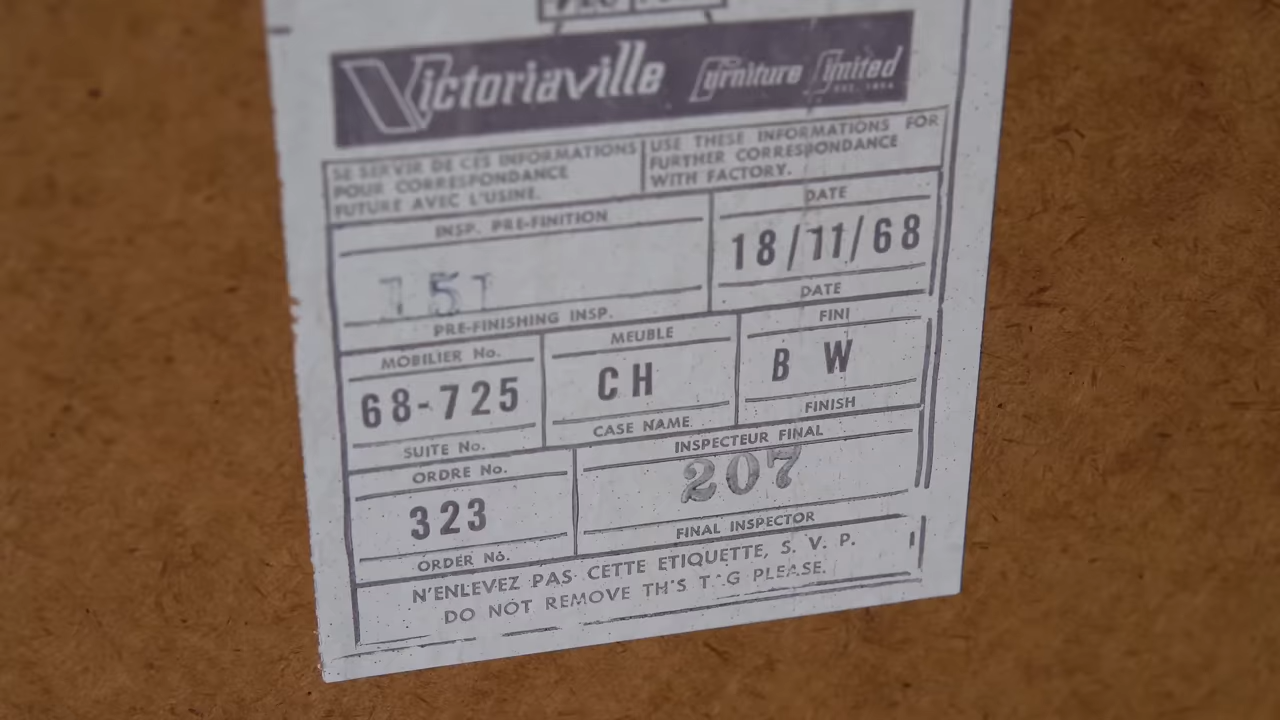 Victoriaville Furniture Limited
SE SERVIR DE CES INFORMATIONS
POUR CORRESPONDANCE
FUTURE AVEC L'USINE.
USE THESE INFORMATIONS FOR
FURTHER CORRESPONDANCE
WITH FACTORY.
INSP. PRE-FINITION
151
PRE-FINISHING INSP.
DATE
18/11/68
DATE
MOBILIER No.
68-725
SUITE No.
MEUBLE
CH
CASE NAME
FINI
B W
FINISH
ORDRE No.
323
ORDER No.
INSPECTEUR FINAL
207
FINAL INSPECTOR
N'ENLEVEZ PAS CETTE ETIQUETTE, S. V. P.
DO NOT REMOVE TH'S T G PLEASE.